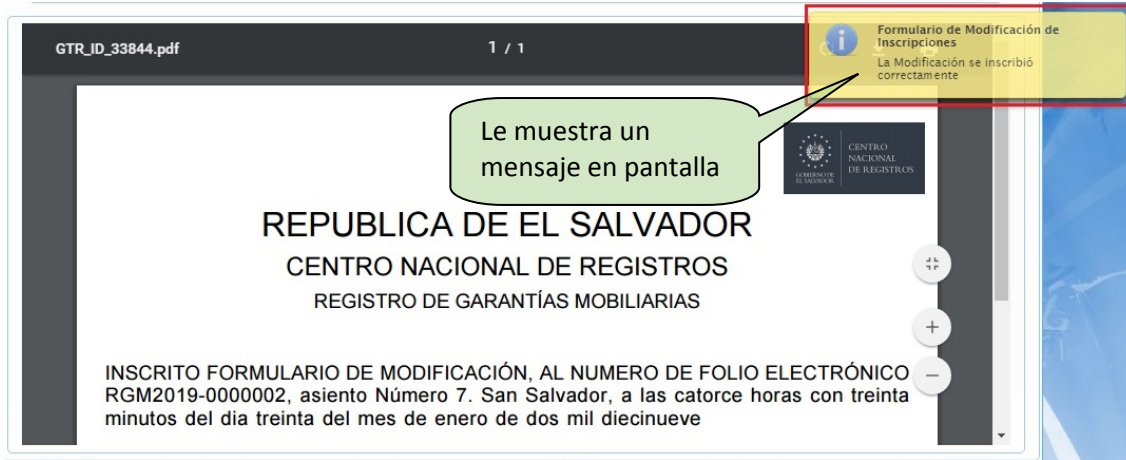 GTR_ID_33844.pdf
1 / 1
Formulario de Modificación de
Inscripciones
La Modificación se inscribió
correctamente
Le muestra un
mensaje en pantalla
GOBIERNO DE
EL SALVADOR
CENTRO
NACIONAL
DE REGISTROS
REPUBLICA DE EL SALVADOR
CENTRO NACIONAL DE REGISTROS
REGISTRO DE GARANTÍAS MOBILIARIAS
INSCRITO FORMULARIO DE MODIFICACIÓN, AL NUMERO DE FOLIO ELECTRÓNICO
RGM2019-0000002, asiento Número 7. San Salvador, a las catorce horas con treinta
minutos del dia treinta del mes de enero de dos mil diecinueve